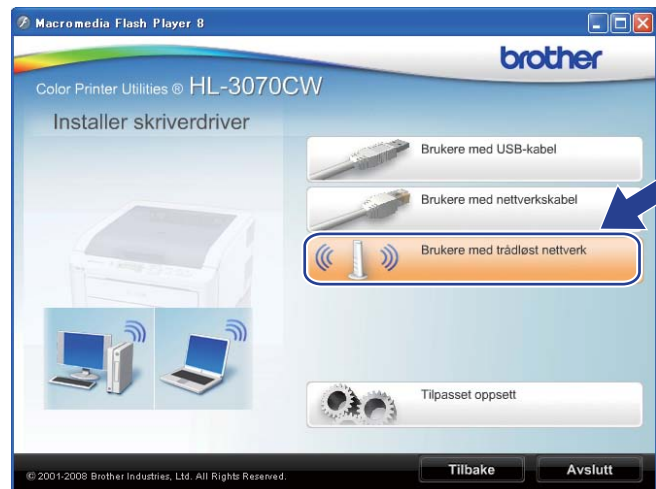 Macromedia Flash Player 8
brother
Color Printer Utilities ® HL-3070CW
Installer skriverdriver
Brukere med USB-kabel
Brukere med nettverkskabel
Brukere med trådløst nettverk
Tilpasset oppsett
© 2001-2008 Brother Industries, Ltd. All Rights Reserved.
Tilbake
Avslutt